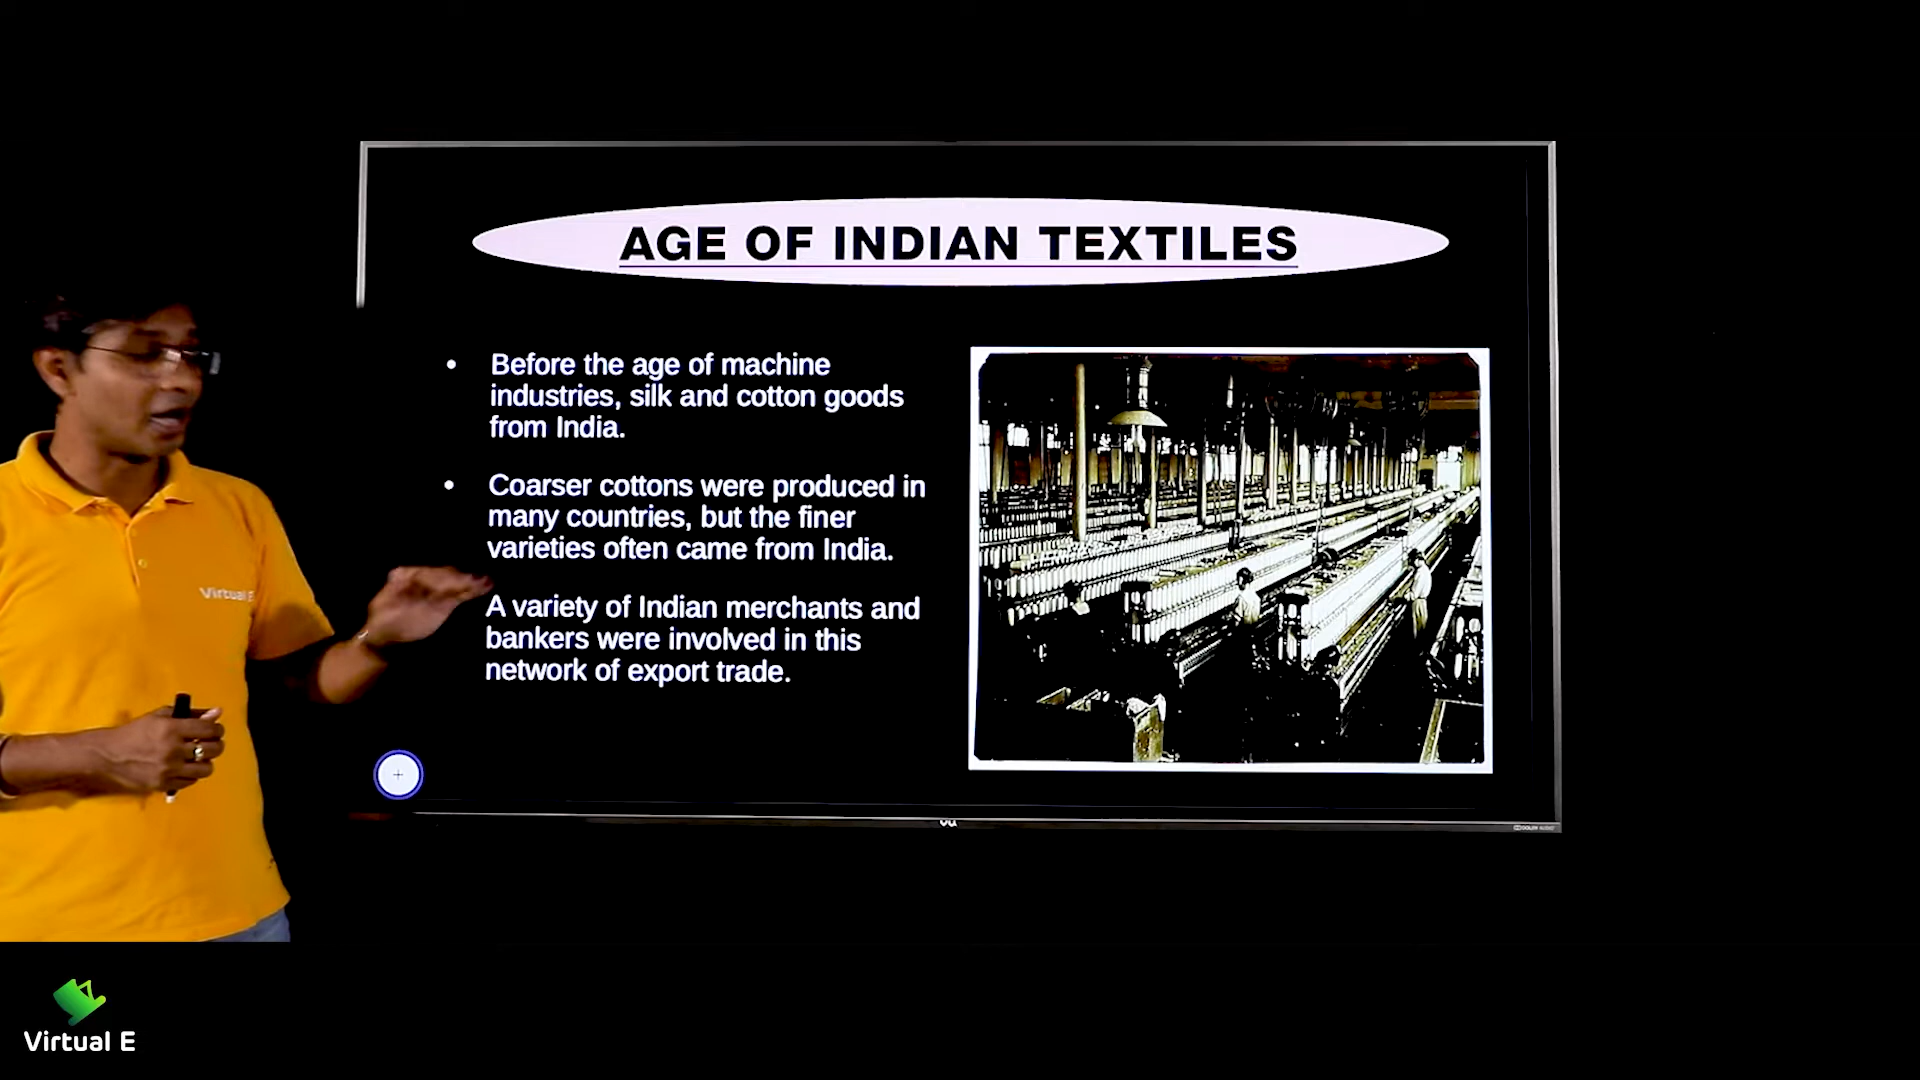 AGE OF INDIAN TEXTILES
• Before the age of machine
industries, silk and cotton goods
from India.
• Coarser cottons were produced in
many countries, but the finer
varieties often came from India.
A variety of Indian merchants and
bankers were involved in this
network of export trade.
Virtual E
Virtual E